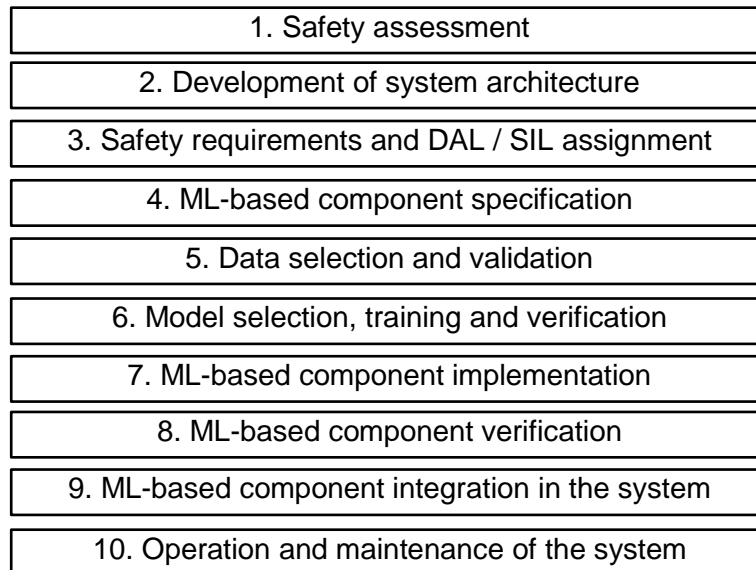 1. Safety assessment
2. Development of system architecture
3. Safety requirements and DAL / SIL assignment
4. ML-based component specification
5. Data selection and validation
6. Model selection, training and verification
7. ML-based component implementation
8. ML-based component verification
9. ML-based component integration in the system
10. Operation and maintenance of the system